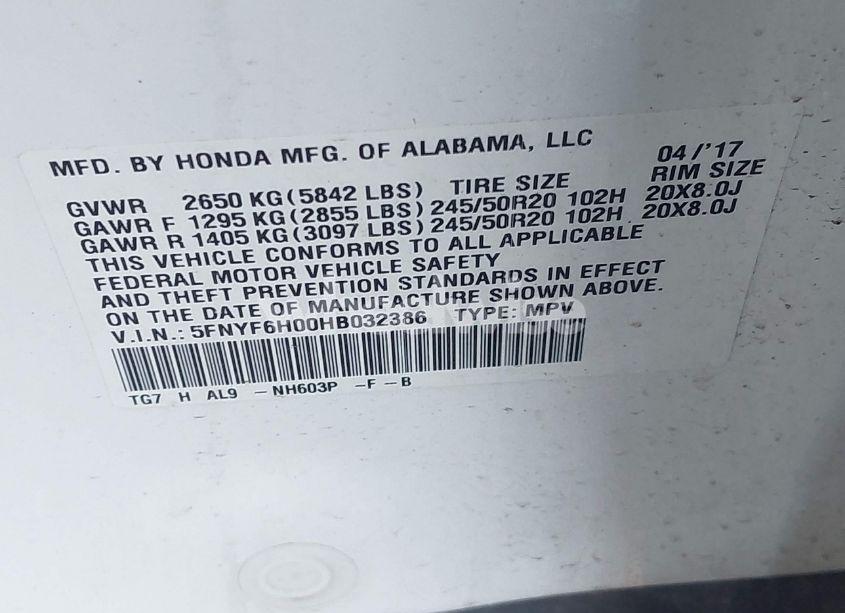 MFD. BY HONDA MFG. OF ALABAMA, LLC 04/'17
GVWR 2650 KG(5842 LBS) TIRE SIZE RIM SIZE
GAWR F 1295 KG(2855 LBS) 245/50R20 102H 20X8.0J
GAWR R 1405 KG(3097 LBS) 245/50R20 102H 20X8.0J
THIS VEHICLE CONFORMS TO ALL APPLICABLE
FEDERAL MOTOR VEHICLE SAFETY
AND THEFT PREVENTION STANDARDS IN EFFECT
ON THE DATE OF MANUFACTURE SHOWN ABOVE.
V.I.N.: 5FNYF6H00HB032386 TYPE: MPV
TG7 H AL9 -NH603P -F-B